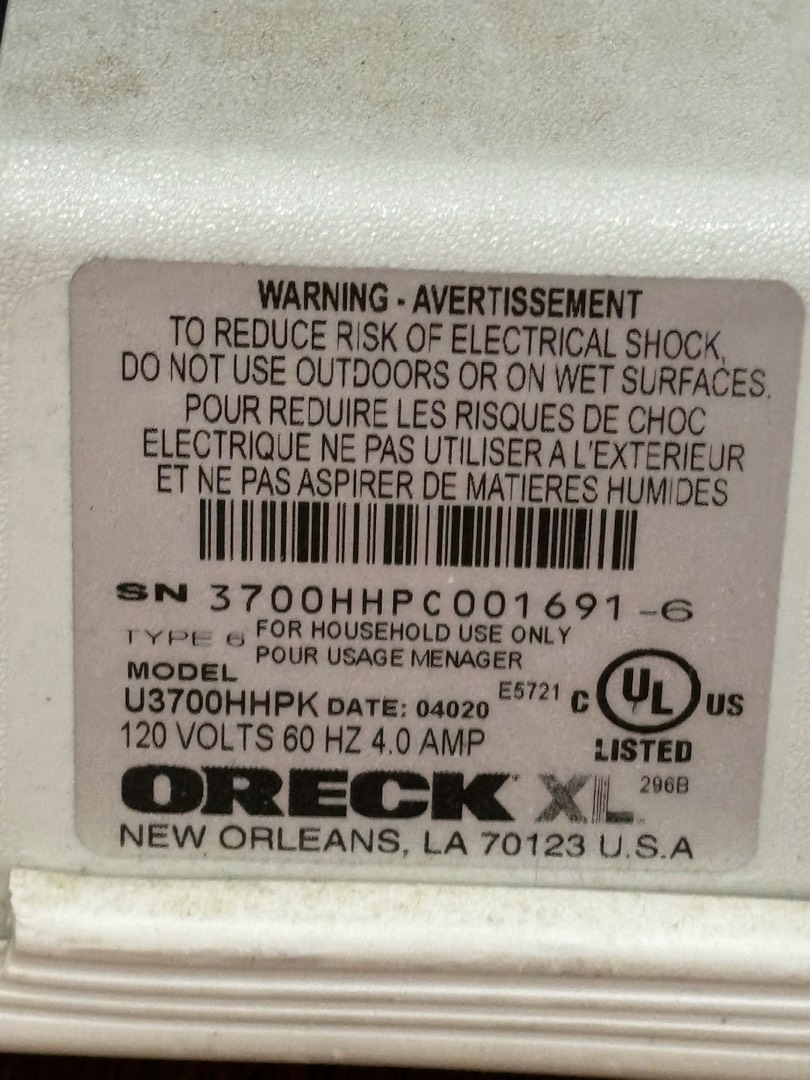 WARNING - AVERTISSEMENT
TO REDUCE RISK OF ELECTRICAL SHOCK,
DO NOT USE OUTDOORS OR ON WET SURFACES.
POUR REDUIRE LES RISQUES DE CHOC
ELECTRIQUE NE PAS UTILISER A L'EXTERIEUR
ET NE PAS ASPIRER DE MATIERES HUMIDES
SN 3700HHPC001691-6
TYPE 6 FOR HOUSEHOLD USE ONLY
POUR USAGE MENAGER
MODEL
U3700HHPK DATE: 04020 E5721 C UL US
120 VOLTS 60 HZ 4.0 AMP LISTED
ORECK XL 296B
NEW ORLEANS, LA 70123 U.S.A